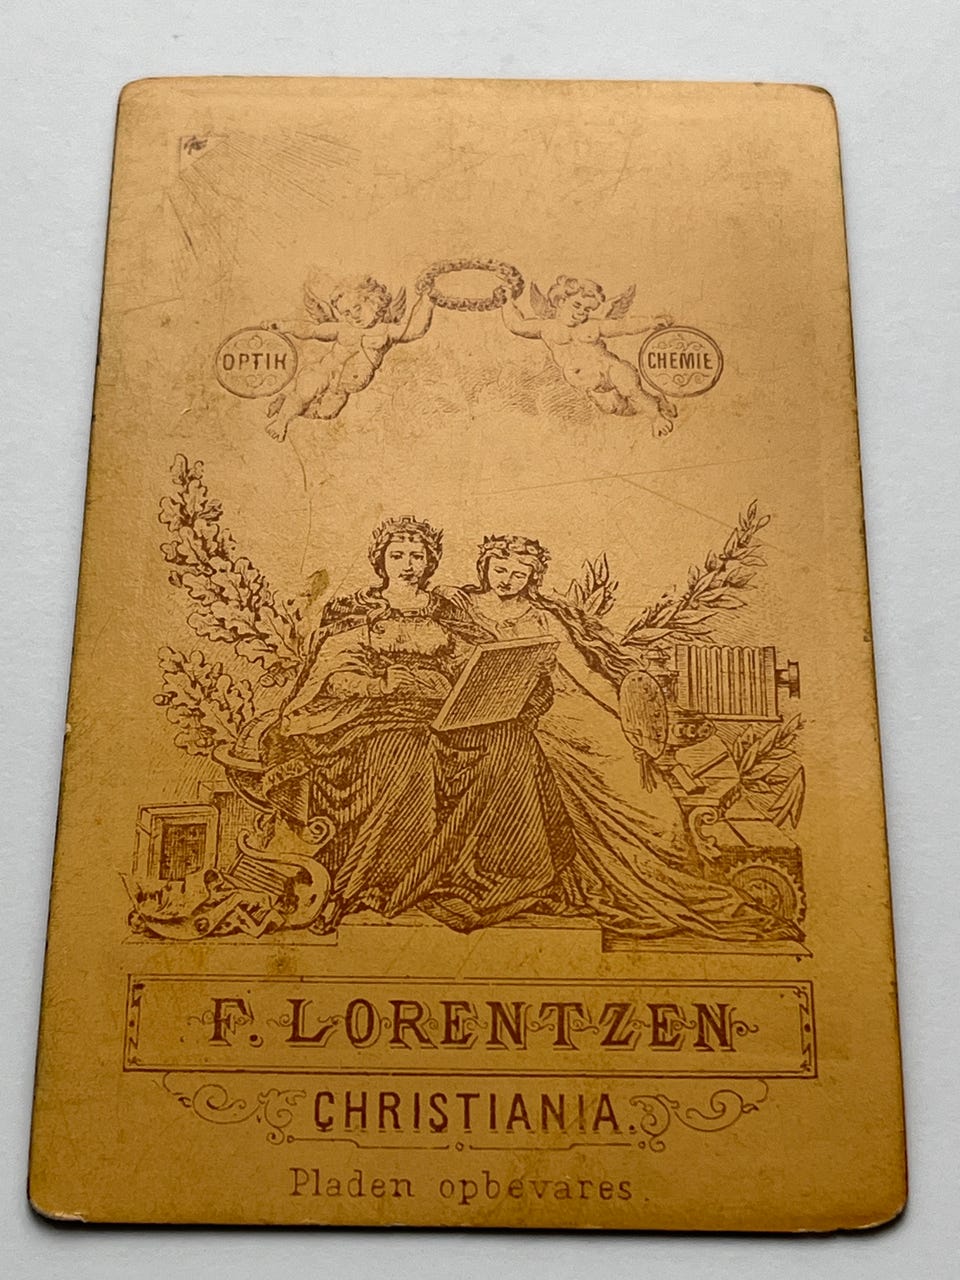 OPTIK
CHEMIE
F. LORENTZEN
CHRISTIANIA.
Pladen opbevares.